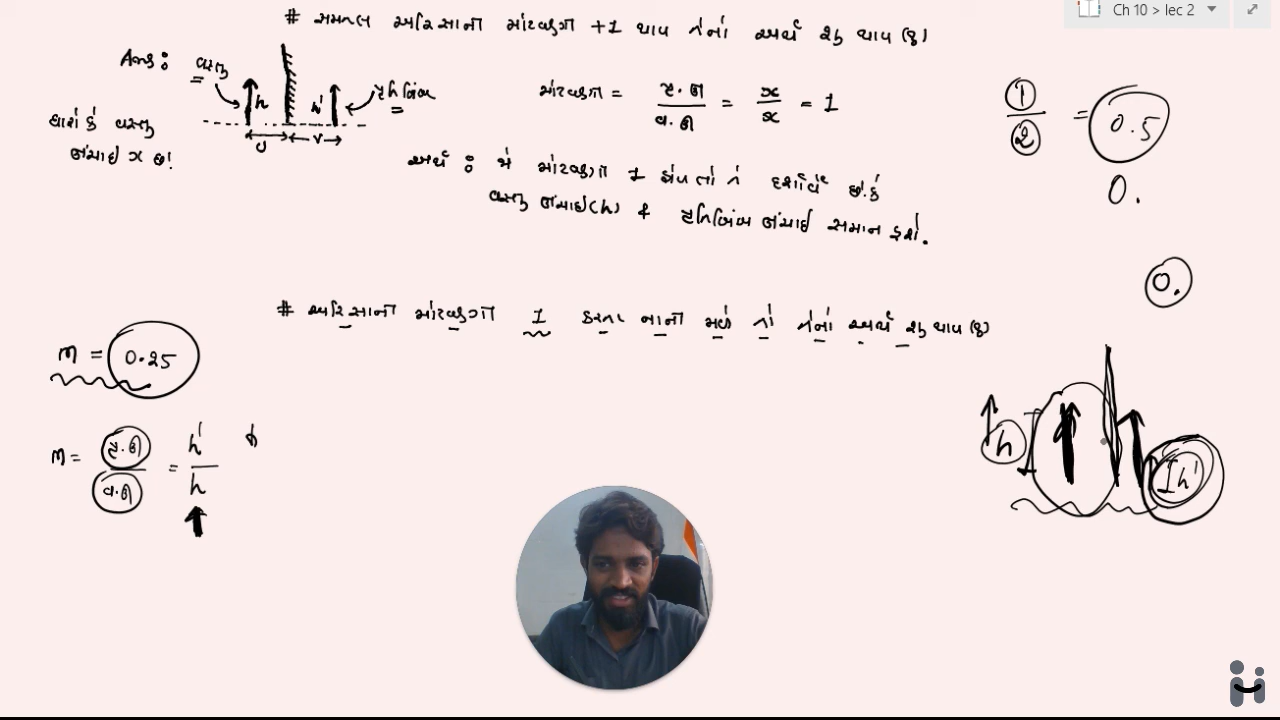 Ch 10 > lec 2
# સમતલ અરિસાની મોટવણી +1 થાય તેનો અર્થ શું થાય (છે)
Ans : વસ્તુ
h h'
પ્રતિબિંબ
u v
ધારો કે વસ્તુ
ઊંચાઈ x છે.
મોટવણી = પ્ર.ઊ / વ.ઊ = x / x = 1
1 / 2 = 0.5
0.
અર્થ : જો મોટવણી 1 હોય તો તે દર્શાવે છે કે
વસ્તુ ઊંચાઈ(h) & પ્રતિબિંબ ઊંચાઈ સમાન હશે.
0.
# અરિસાની મોટવણી 1 કરતા નાની મળે તો તેનો અર્થ શું થાય (છે)
m = 0.25
m = પ્ર.ઊ / વ.ઊ = h' / h
h h'